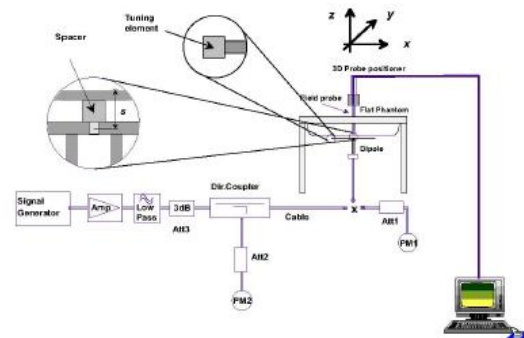 Tuning
element
Spacer
s
z
y
x
3D Probe positioner
Field probe
Flat Phantom
Dipole
Signal
Generator
Amp
Low
Pass
3dB
Att3
Dir.Coupler
Cable
x
Att1
PM1
Att2
PM2